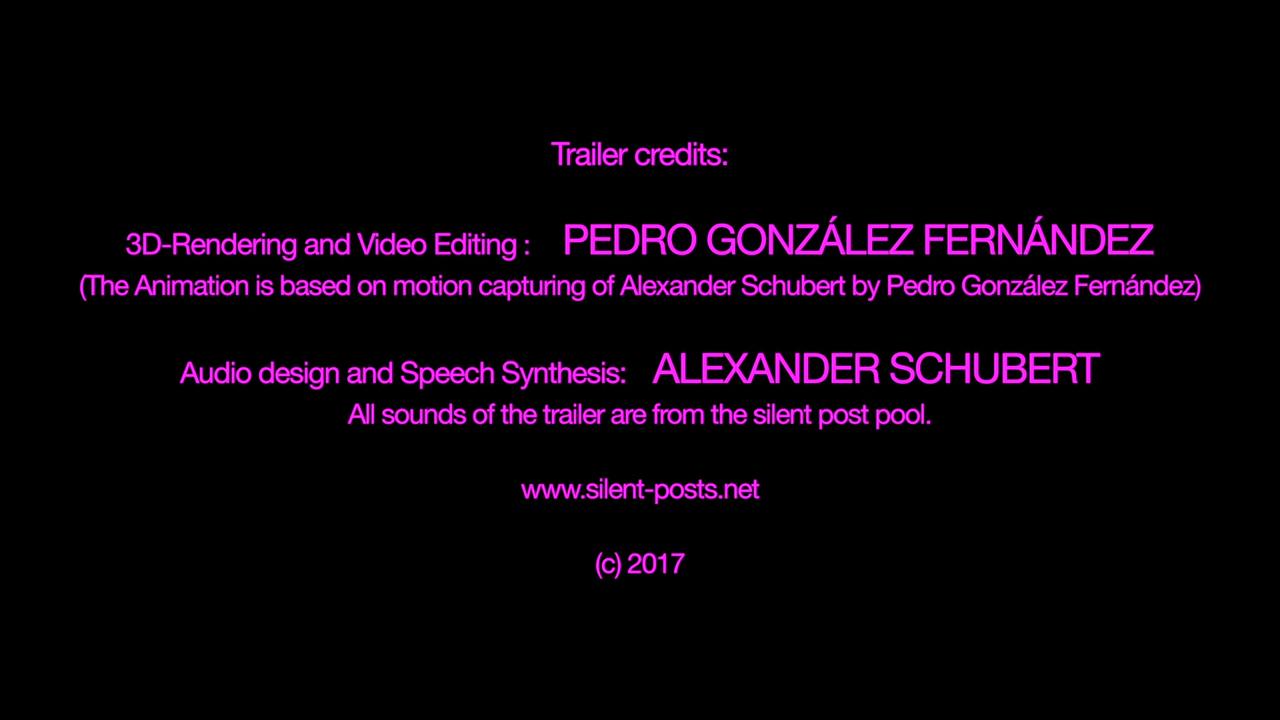 Trailer credits:
3D-Rendering and Video Editing : PEDRO GONZÁLEZ FERNÁNDEZ
(The Animation is based on motion capturing of Alexander Schubert by Pedro González Fernández)
Audio design and Speech Synthesis: ALEXANDER SCHUBERT
All sounds of the trailer are from the silent post pool.
www.silent-posts.net
(c) 2017